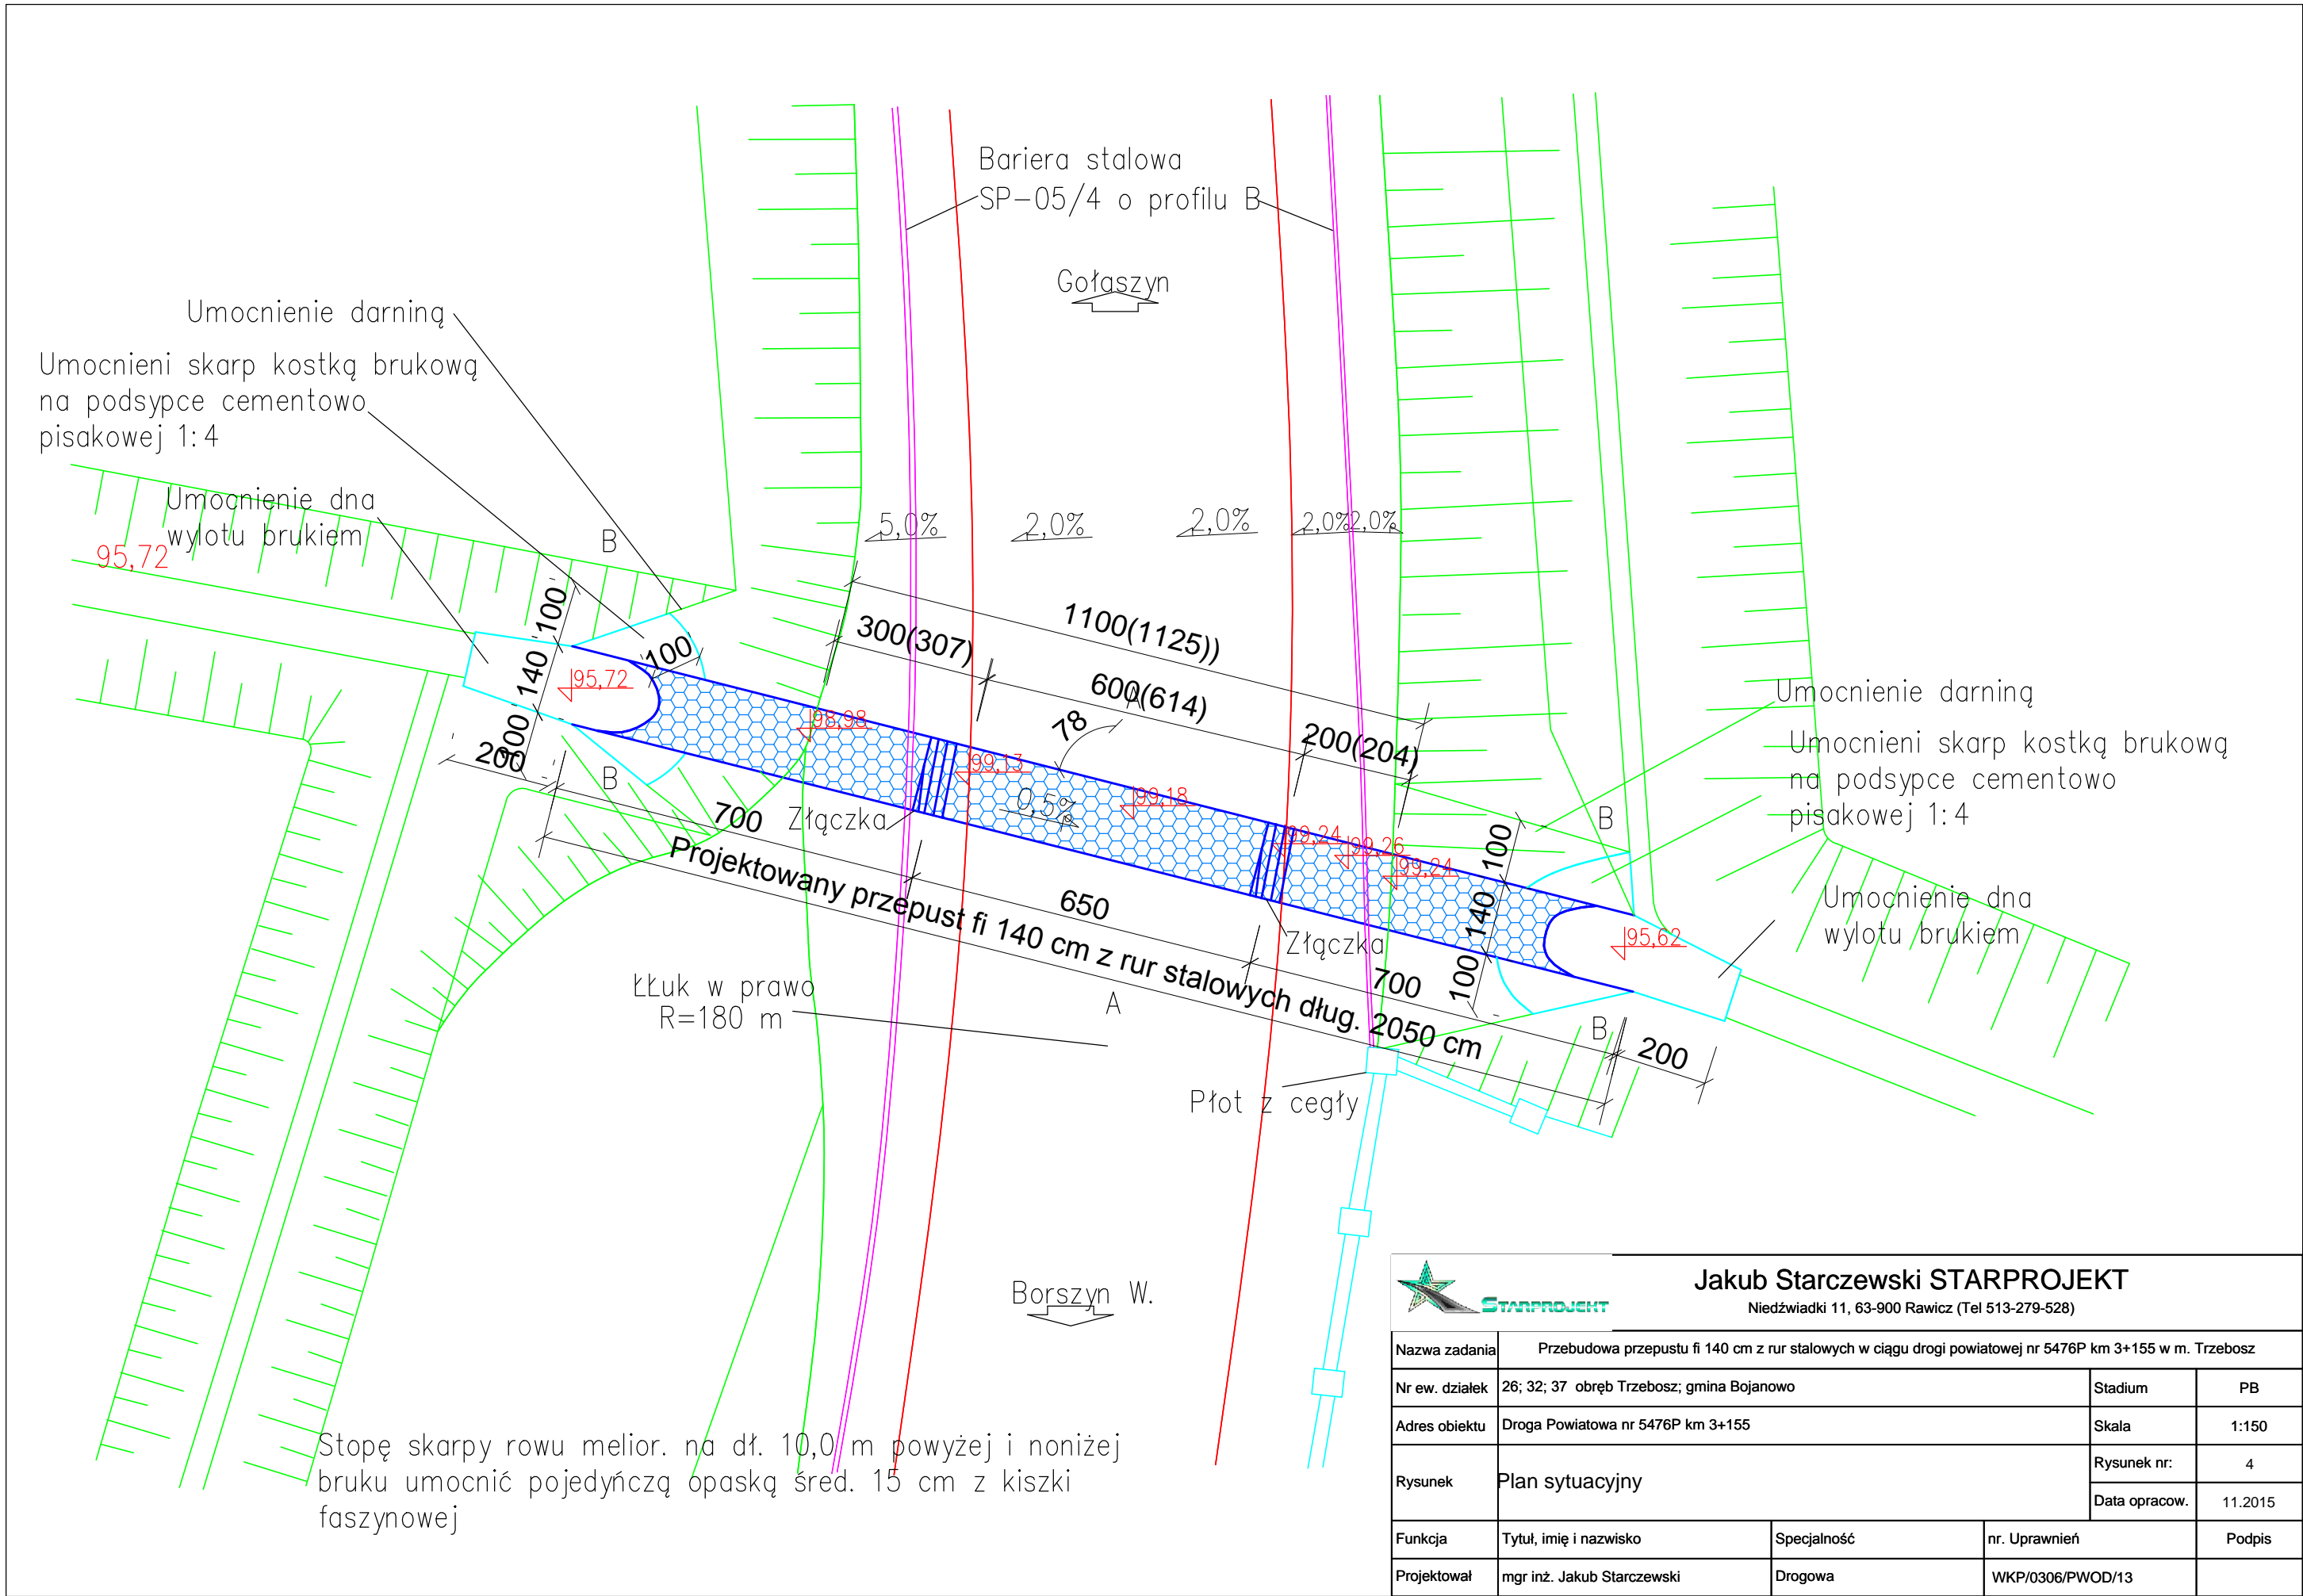 Bariera stalowa
SP-05/4 o profilu B
Gołaszyn
Umocnienie darniną
Umocnieni skarp kostką brukową
na podsypce cementowo
pisakowej 1:4
Umocnienie dna
wylotu brukiem
95,72
B
5,0%
2,0%
2,0%
2,0%
2,0%
100
140
100
100
95,72
200
B
1100(1125))
300(307)
600(614)
A
200(204)
78
98,98
99,13
99,18
0,5%
99,24
99,26
99,24
Złączka
Złączka
700
650
700
Projektowany przepust fi 140 cm z rur stalowych dług. 2050 cm
A
Umocnienie darniną
Umocnieni skarp kostką brukową
na podsypce cementowo
pisakowej 1:4
B
100
140
100
95,62
Umocnienie dna
wylotu brukiem
B
200
ŁŁuk w prawo
R=180 m
Płot z cegły
Borszyn W.
Stopę skarpy rowu melior. na dł. 10,0 m powyżej i noniżej
bruku umocnić pojedyńczą opaską śred. 15 cm z kiszki
faszynowej
STARPROJEKT
Jakub Starczewski STARPROJEKT
Niedźwiadki 11, 63-900 Rawicz (Tel 513-279-528)
Nazwa zadania Przebudowa przepustu fi 140 cm z rur stalowych w ciągu drogi powiatowej nr 5476P km 3+155 w m. Trzebosz
Nr ew. działek 26; 32; 37 obręb Trzebosz; gmina Bojanowo Stadium PB
Adres obiektu Droga Powiatowa nr 5476P km 3+155 Skala 1:150
Rysunek Plan sytuacyjny Rysunek nr: 4
Data opracow. 11.2015
Funkcja Tytuł, imię i nazwisko Specjalność nr. Uprawnień Podpis
Projektował mgr inż. Jakub Starczewski Drogowa WKP/0306/PWOD/13